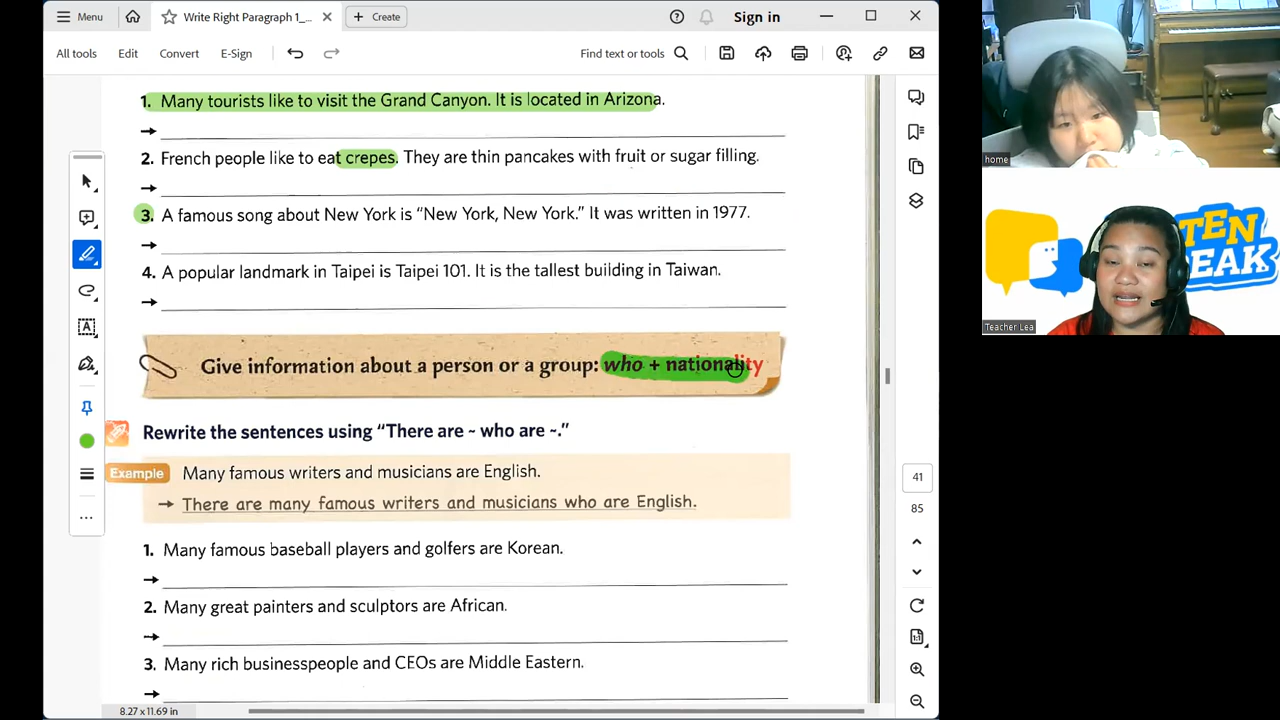 Menu
Write Right Paragraph 1_...
Create
Sign in
All tools
Edit
Convert
E-Sign
Find text or tools
1. Many tourists like to visit the Grand Canyon. It is located in Arizona.
2. French people like to eat crepes. They are thin pancakes with fruit or sugar filling.
3. A famous song about New York is “New York, New York.” It was written in 1977.
4. A popular landmark in Taipei is Taipei 101. It is the tallest building in Taiwan.
Give information about a person or a group: who + nationality
Rewrite the sentences using “There are ~ who are ~.”
Example Many famous writers and musicians are English.
→ There are many famous writers and musicians who are English.
1. Many famous baseball players and golfers are Korean.
→
2. Many great painters and sculptors are African.
→
3. Many rich businesspeople and CEOs are Middle Eastern.
→
8.27 x 11.69 in
41
85
home
TEN
PEAK
Teacher Lea